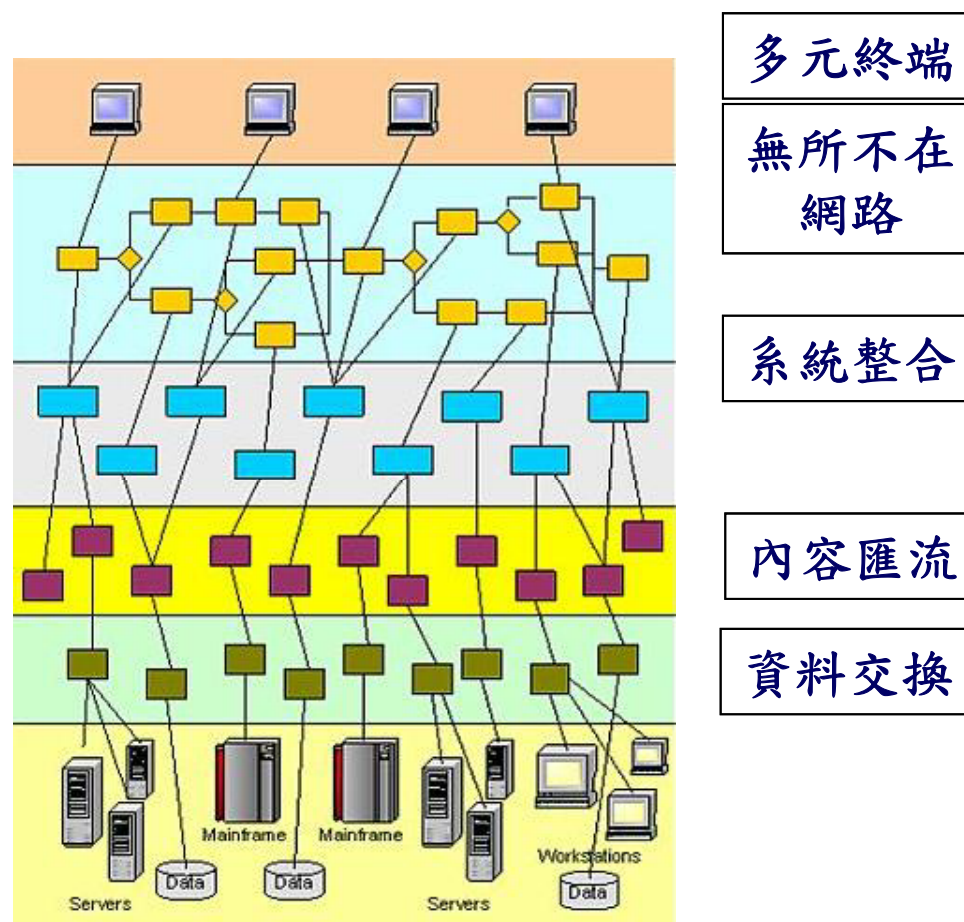 多元終端
無所不在
網路
系統整合
內容匯流
資料交換
Mainframe
Mainframe
Workstations
Data
Data
Data
Servers
Servers